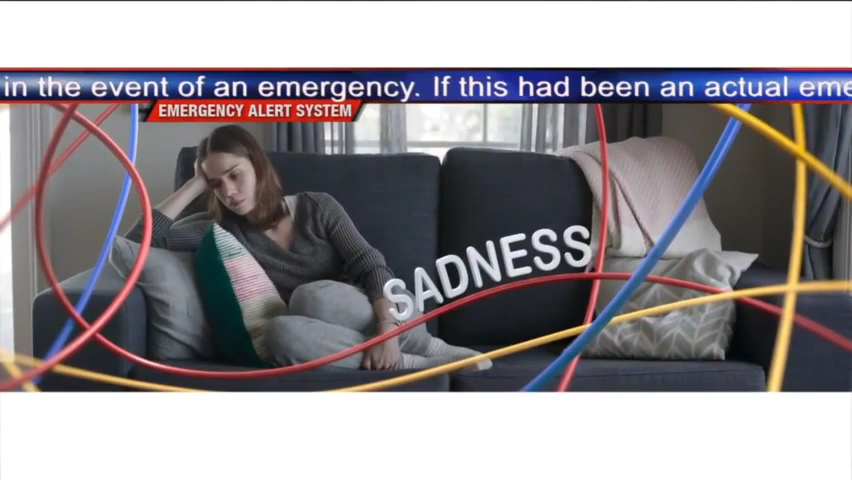 in the event of an emergency. If this had been an actual eme
EMERGENCY ALERT SYSTEM
SADNESS